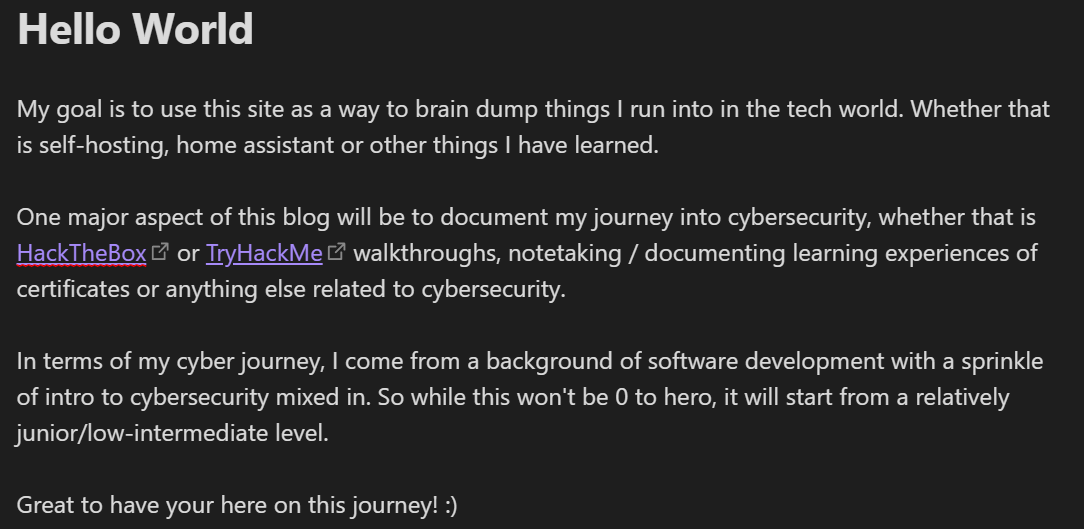 Hello World
My goal is to use this site as a way to brain dump things I run into in the tech world. Whether that
is self-hosting, home assistant or other things I have learned.
One major aspect of this blog will be to document my journey into cybersecurity, whether that is
HackTheBox or TryHackMe walkthroughs, notetaking / documenting learning experiences of
certificates or anything else related to cybersecurity.
In terms of my cyber journey, I come from a background of software development with a sprinkle
of intro to cybersecurity mixed in. So while this won't be 0 to hero, it will start from a relatively
junior/low-intermediate level.
Great to have your here on this journey! :)